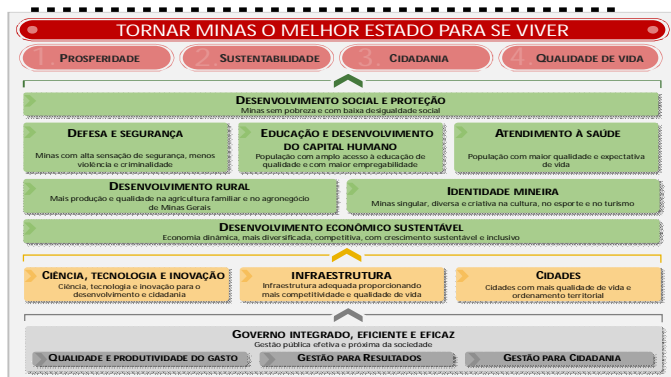 TORNAR MINAS O MELHOR ESTADO PARA SE VIVER
1. PROSPERIDADE
2. SUSTENTABILIDADE
3. CIDADANIA
4. QUALIDADE DE VIDA
DESENVOLVIMENTO SOCIAL E PROTEÇÃO
Minas sem pobreza e com baixa desigualdade social
DEFESA E SEGURANÇA
Minas com alta sensação de segurança, menos
violência e criminalidade
EDUCAÇÃO E DESENVOLVIMENTO
DO CAPITAL HUMANO
População com amplo acesso à educação de
qualidade e com maior empregabilidade
ATENDIMENTO À SAÚDE
População com maior qualidade e expectativa
de vida
DESENVOLVIMENTO RURAL
Mais produção e qualidade na agricultura familiar e no agronegócio
de Minas Gerais
IDENTIDADE MINEIRA
Minas singular, diversa e criativa na cultura, no esporte e no turismo
DESENVOLVIMENTO ECONÔMICO SUSTENTÁVEL
Economia dinâmica, mais diversificada, competitiva, com crescimento sustentável e inclusivo
CIÊNCIA, TECNOLOGIA E INOVAÇÃO
Ciência, tecnologia e inovação para o
desenvolvimento e cidadania
INFRAESTRUTURA
Infraestrutura adequada proporcionando
mais competitividade e qualidade de vida
CIDADES
Cidades com mais qualidade de vida e
ordenamento territorial
GOVERNO INTEGRADO, EFICIENTE E EFICAZ
Gestão pública efetiva e próxima da sociedade
QUALIDADE E PRODUTIVIDADE DO GASTO
GESTÃO PARA RESULTADOS
GESTÃO PARA CIDADANIA